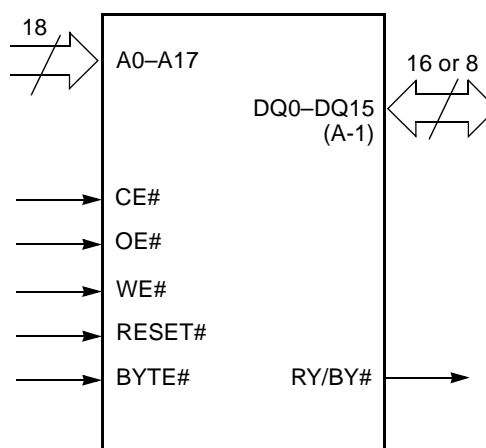 18
A0–A17
16 or 8
DQ0–DQ15
(A-1)
CE#
OE#
WE#
RESET#
BYTE#
RY/BY#